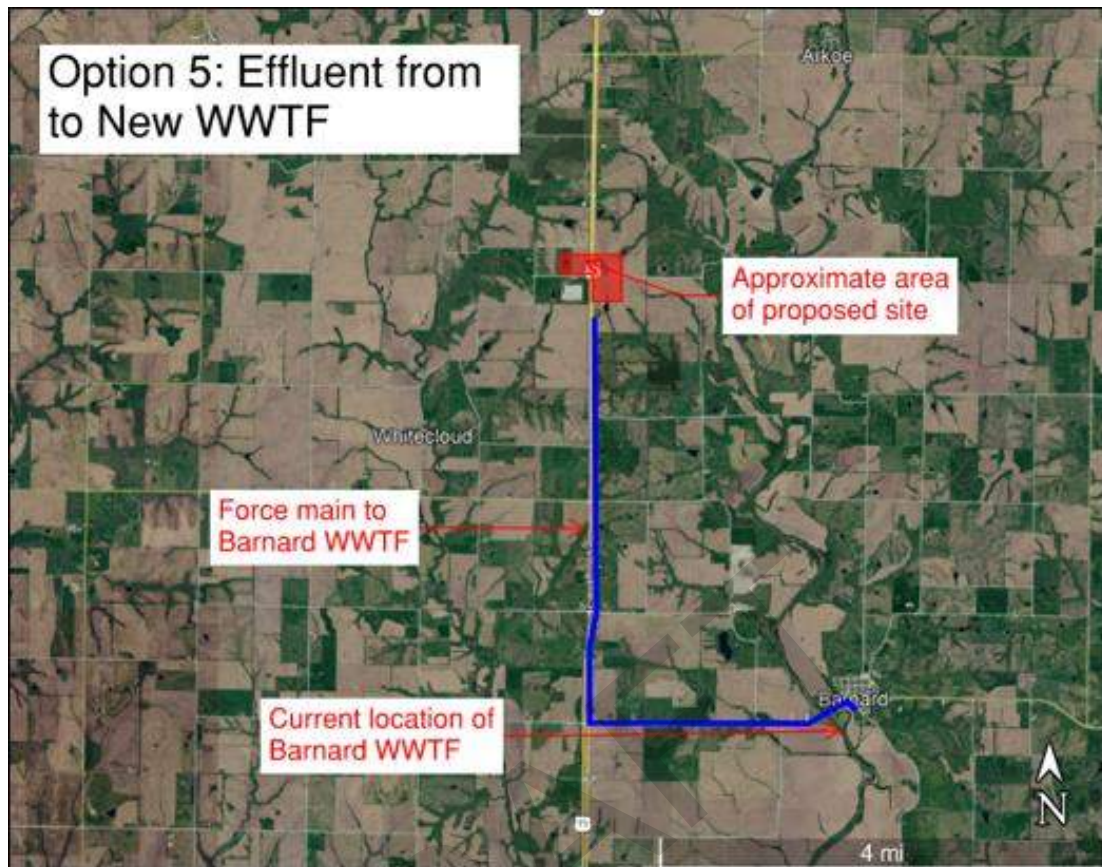 Option 5: Effluent from
to New WWTF
Arkoe
Approximate area
of proposed site
Whitecloud
Force main to
Barnard WWTF
Barnard
Current location of
Barnard WWTF
N
4 mi